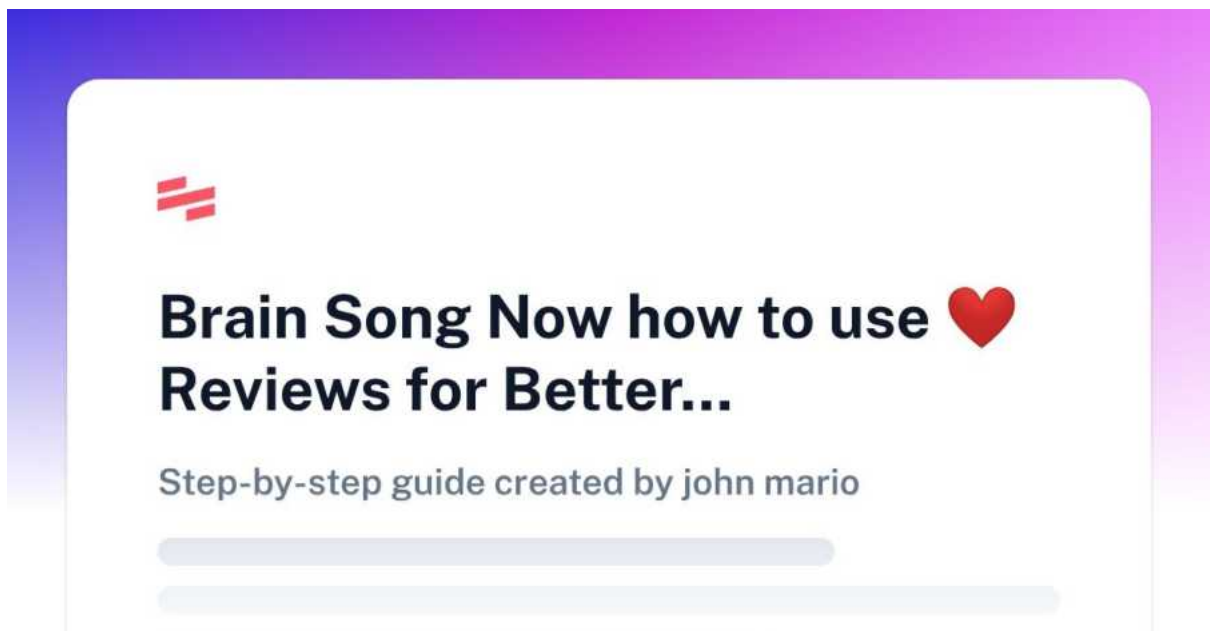 Brain Song Now how to use ❤️
Reviews for Better...
Step-by-step guide created by john mario